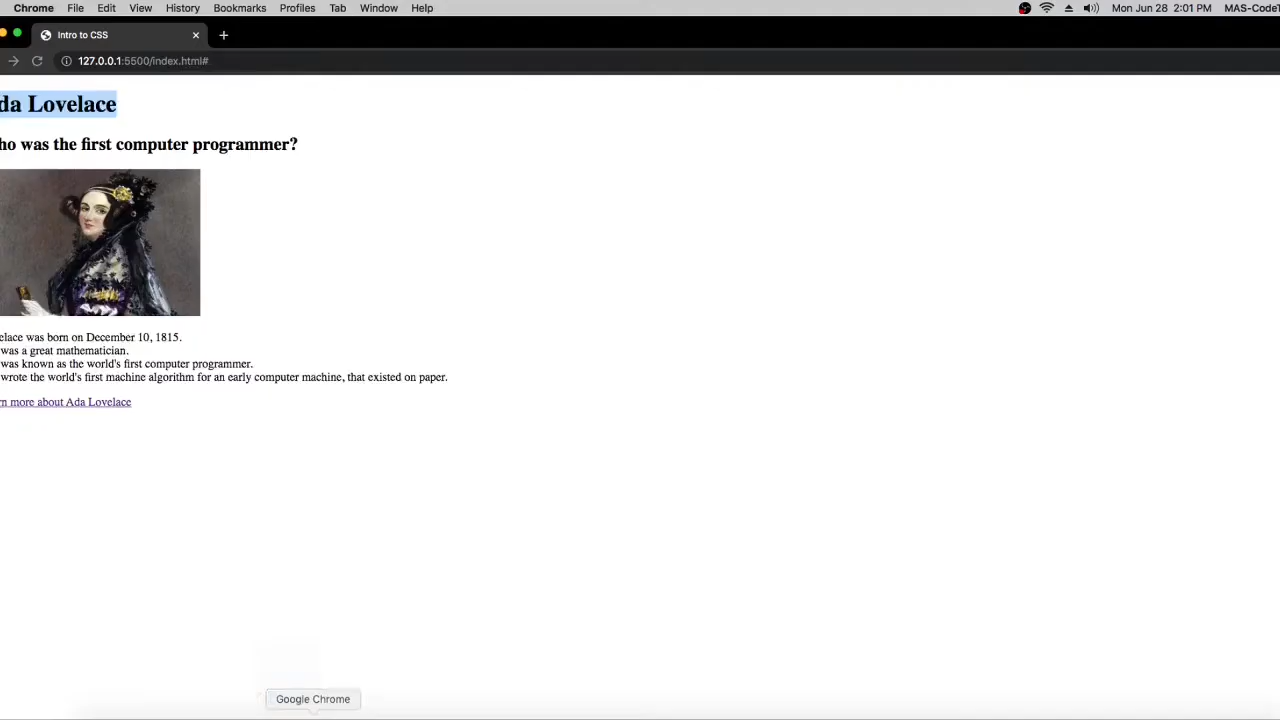 Chrome File Edit View History Bookmarks Profiles Tab Window Help Mon Jun 28 2:01 PM MAS-CodeT
Intro to CSS
127.0.0.1:5500/index.html#
da Lovelace
ho was the first computer programmer?
elace was born on December 10, 1815.
was a great mathematician.
was known as the world's first computer programmer.
wrote the world's first machine algorithm for an early computer machine, that existed on paper.
rn more about Ada Lovelace
Google Chrome